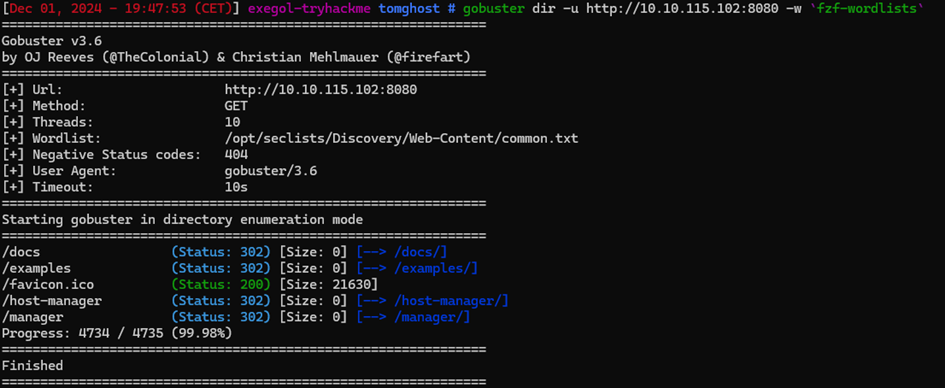 [Dec 01, 2024 - 19:47:53 (CET)] exegol-tryhackme tomghost # gobuster dir -u http://10.10.115.102:8080 -w `fzf-wordlists`
===============================================================
Gobuster v3.6
by OJ Reeves (@TheColonial) & Christian Mehlmauer (@firefart)
===============================================================
[+] Url:                     http://10.10.115.102:8080
[+] Method:                  GET
[+] Threads:                 10
[+] Wordlist:                /opt/seclists/Discovery/Web-Content/common.txt
[+] Negative Status codes:   404
[+] User Agent:              gobuster/3.6
[+] Timeout:                 10s
===============================================================
Starting gobuster in directory enumeration mode
===============================================================
/docs                 (Status: 302) [Size: 0] [--> /docs/]
/examples             (Status: 302) [Size: 0] [--> /examples/]
/favicon.ico          (Status: 200) [Size: 21630]
/host-manager         (Status: 302) [Size: 0] [--> /host-manager/]
/manager              (Status: 302) [Size: 0] [--> /manager/]
Progress: 4734 / 4735 (99.98%)
===============================================================
Finished
===============================================================